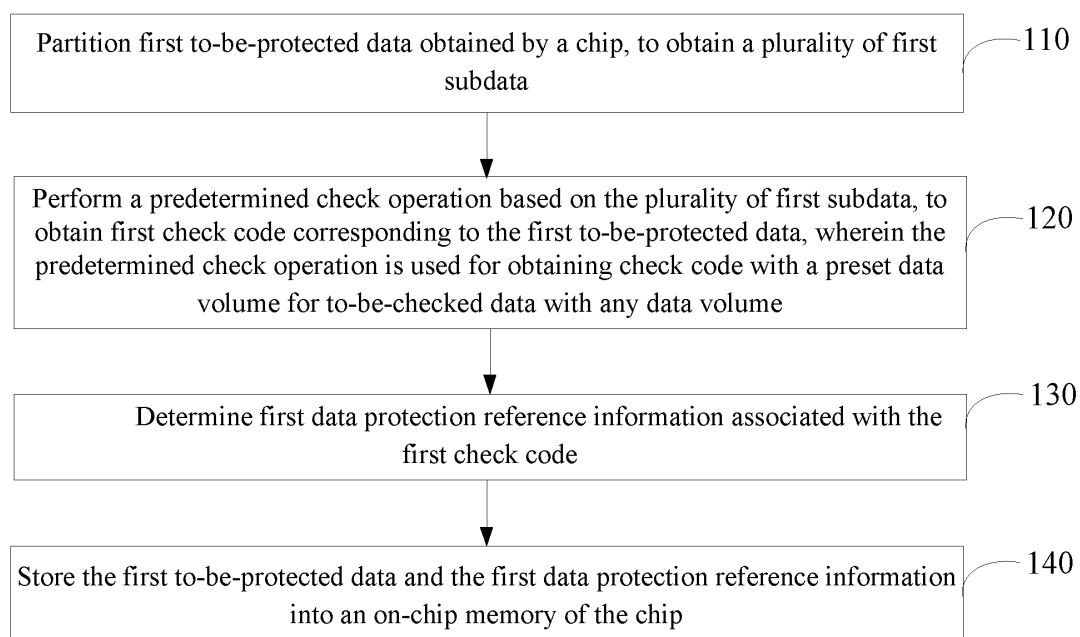 Partition first to-be-protected data obtained by a chip, to obtain a plurality of first
subdata
110
Perform a predetermined check operation based on the plurality of first subdata, to
obtain first check code corresponding to the first to-be-protected data, wherein the
predetermined check operation is used for obtaining check code with a preset data
volume for to-be-checked data with any data volume
120
Determine first data protection reference information associated with the
first check code
130
Store the first to-be-protected data and the first data protection reference information
into an on-chip memory of the chip
140